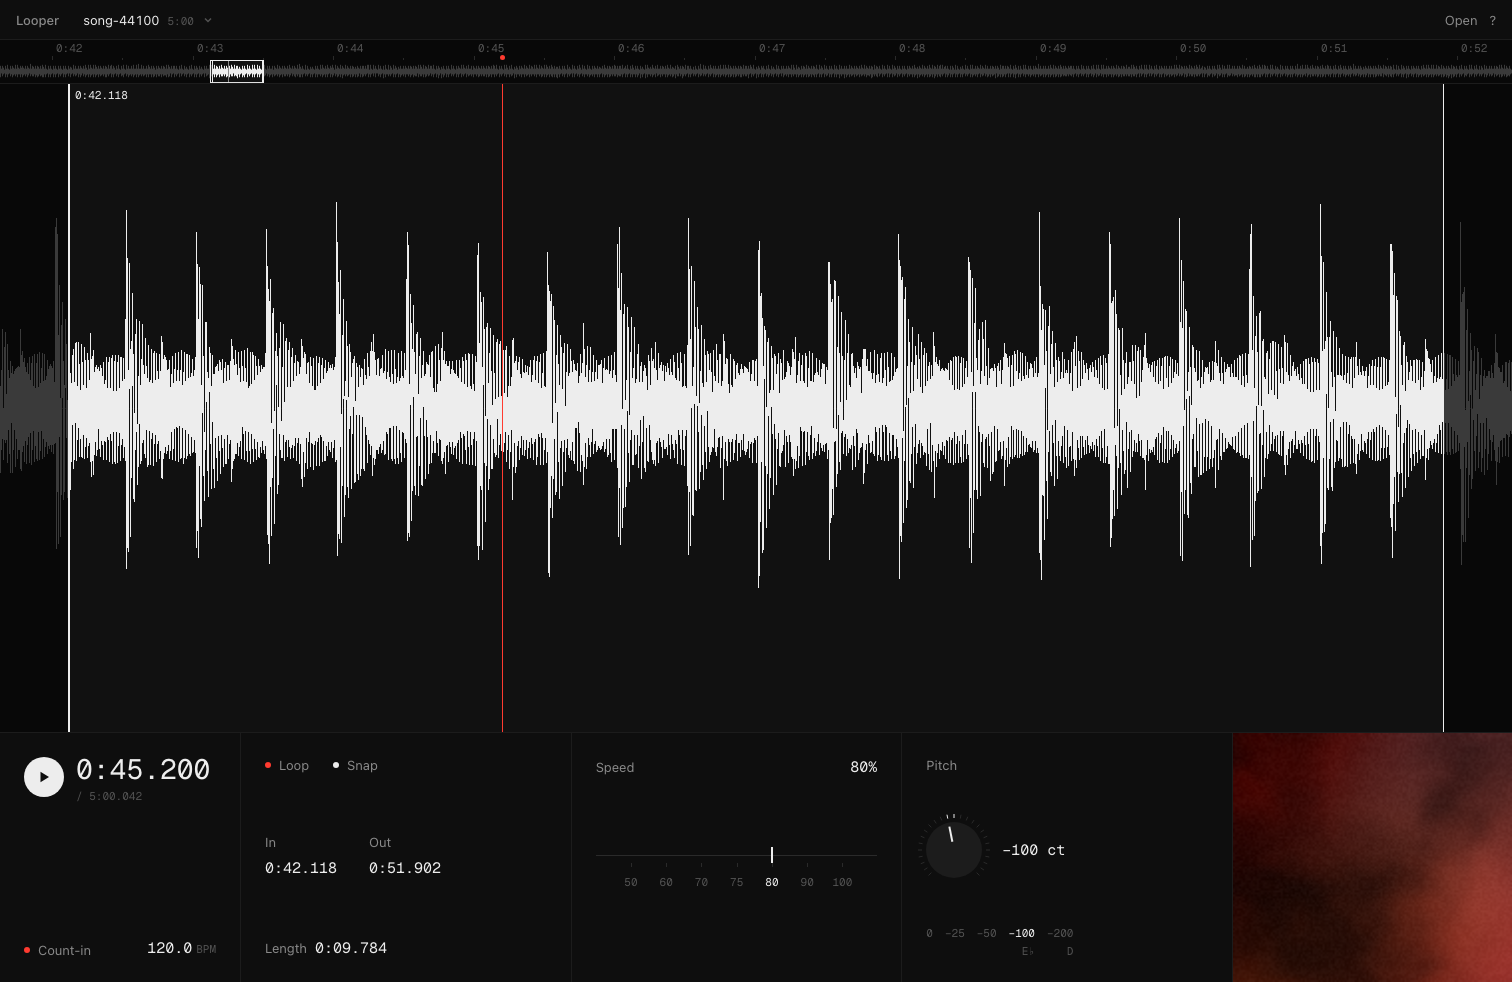 Looper song-44100 5:00 Open ?
0:42 0:43 0:44 0:45 0:46 0:47 0:48 0:49 0:50 0:51 0:52
0:42.118
0:45.200
/ 5:00.042
Count-in 120.0 BPM
Loop Snap
In Out
0:42.118 0:51.902
Length 0:09.784
Speed 80%
50 60 70 75 80 90 100
Pitch
−100 ct
0 −25 −50 −100 −200
E♭ D